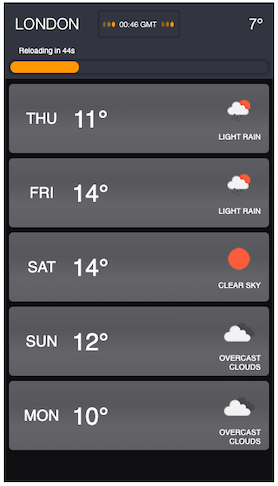 LONDON
00:46 GMT
7°
Reloading in 44s
THU 11°
LIGHT RAIN
FRI 14°
LIGHT RAIN
SAT 14°
CLEAR SKY
SUN 12°
OVERCAST
CLOUDS
MON 10°
OVERCAST
CLOUDS